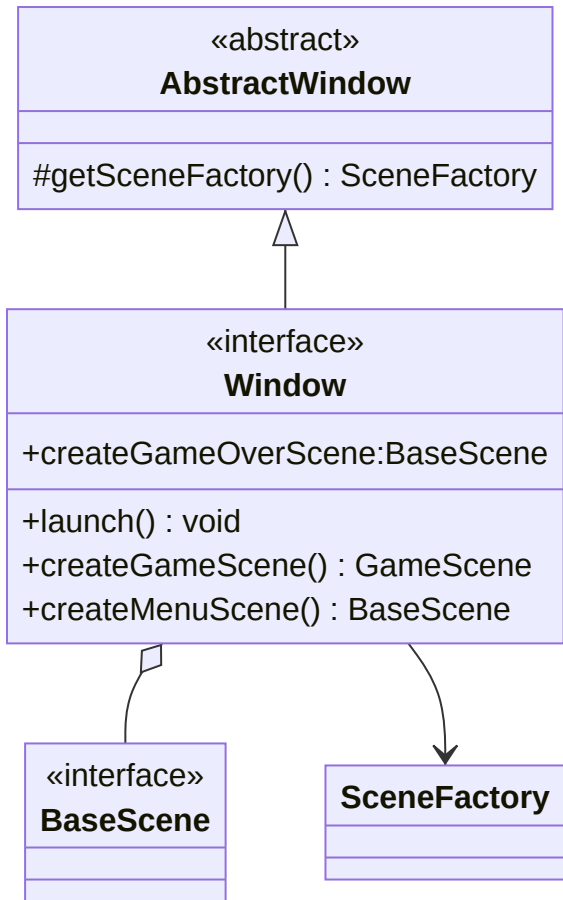 «abstract»
AbstractWindow
#getSceneFactory() : SceneFactory
«interface»
Window
+createGameOverScene:BaseScene
+launch() : void
+createGameScene() : GameScene
+createMenuScene() : BaseScene
«interface»
BaseScene
SceneFactory